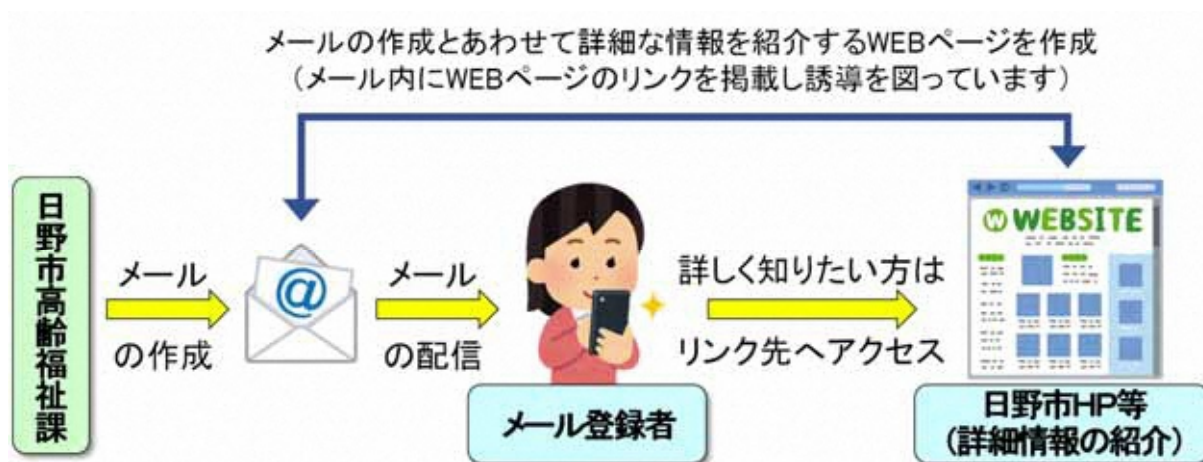 メールの作成とあわせて詳細な情報を紹介するWEBページを作成
（メール内にWEBページのリンクを掲載し誘導を図っています）
日野市高齢福祉課
メール
の作成
@
メール
の配信
メール登録者
詳しく知りたい方は
リンク先へアクセス
W WEBSITE
日野市HP等
（詳細情報の紹介）